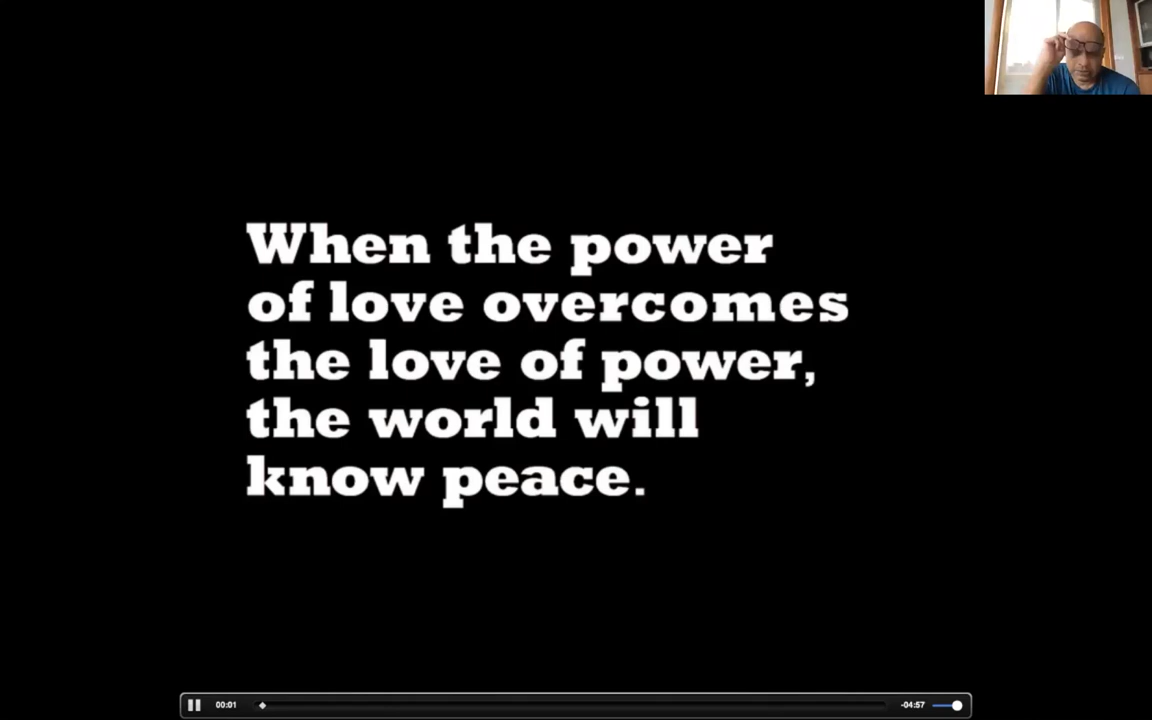 When the power
of love overcomes
the love of power,
the world will
know peace.
00:01
-04:57